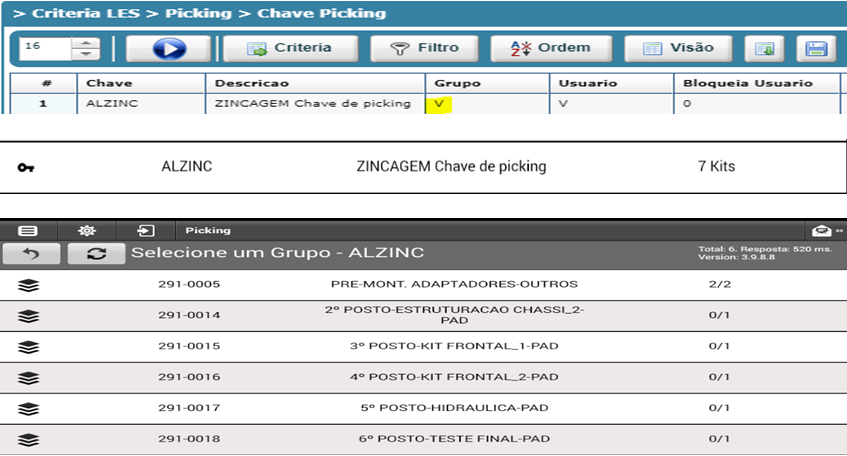 > Criteria LES > Picking > Chave Picking
16 Criteria Filtro Ordem Visão
# Chave Descricao Grupo Usuario Bloqueia Usuario
1 ALZINC ZINCAGEM Chave de picking V V 0
ALZINC ZINCAGEM Chave de picking 7 Kits
Picking
Selecione um Grupo - ALZINC
Total: 6. Resposta: 520 ms.
Version: 3.9.8.8
291-0005 PRE-MONT. ADAPTADORES-OUTROS 2/2
291-0014 2º POSTO-ESTRUTURACAO CHASSI_2-
PAD 0/1
291-0015 3º POSTO-KIT FRONTAL_1-PAD 0/1
291-0016 4º POSTO-KIT FRONTAL_2-PAD 0/1
291-0017 5º POSTO-HIDRAULICA-PAD 0/1
291-0018 6º POSTO-TESTE FINAL-PAD 0/1